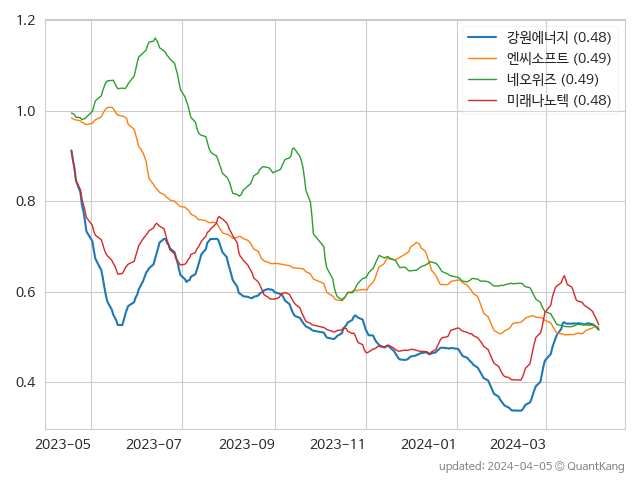 1.2
1.0
0.8
0.6
0.4
강원에너지 (0.48)
엔씨소프트 (0.49)
네오위즈 (0.49)
미래나노텍 (0.48)
2023-05 2023-07 2023-09 2023-11 2024-01 2024-03
updated: 2024-04-05 © QuantKang